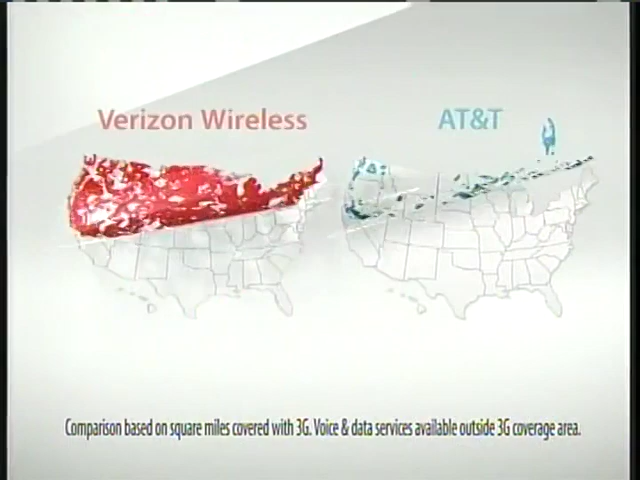 Verizon Wireless
AT&T
Comparison based on square miles covered with 3G. Voice & data services available outside 3G coverage area.